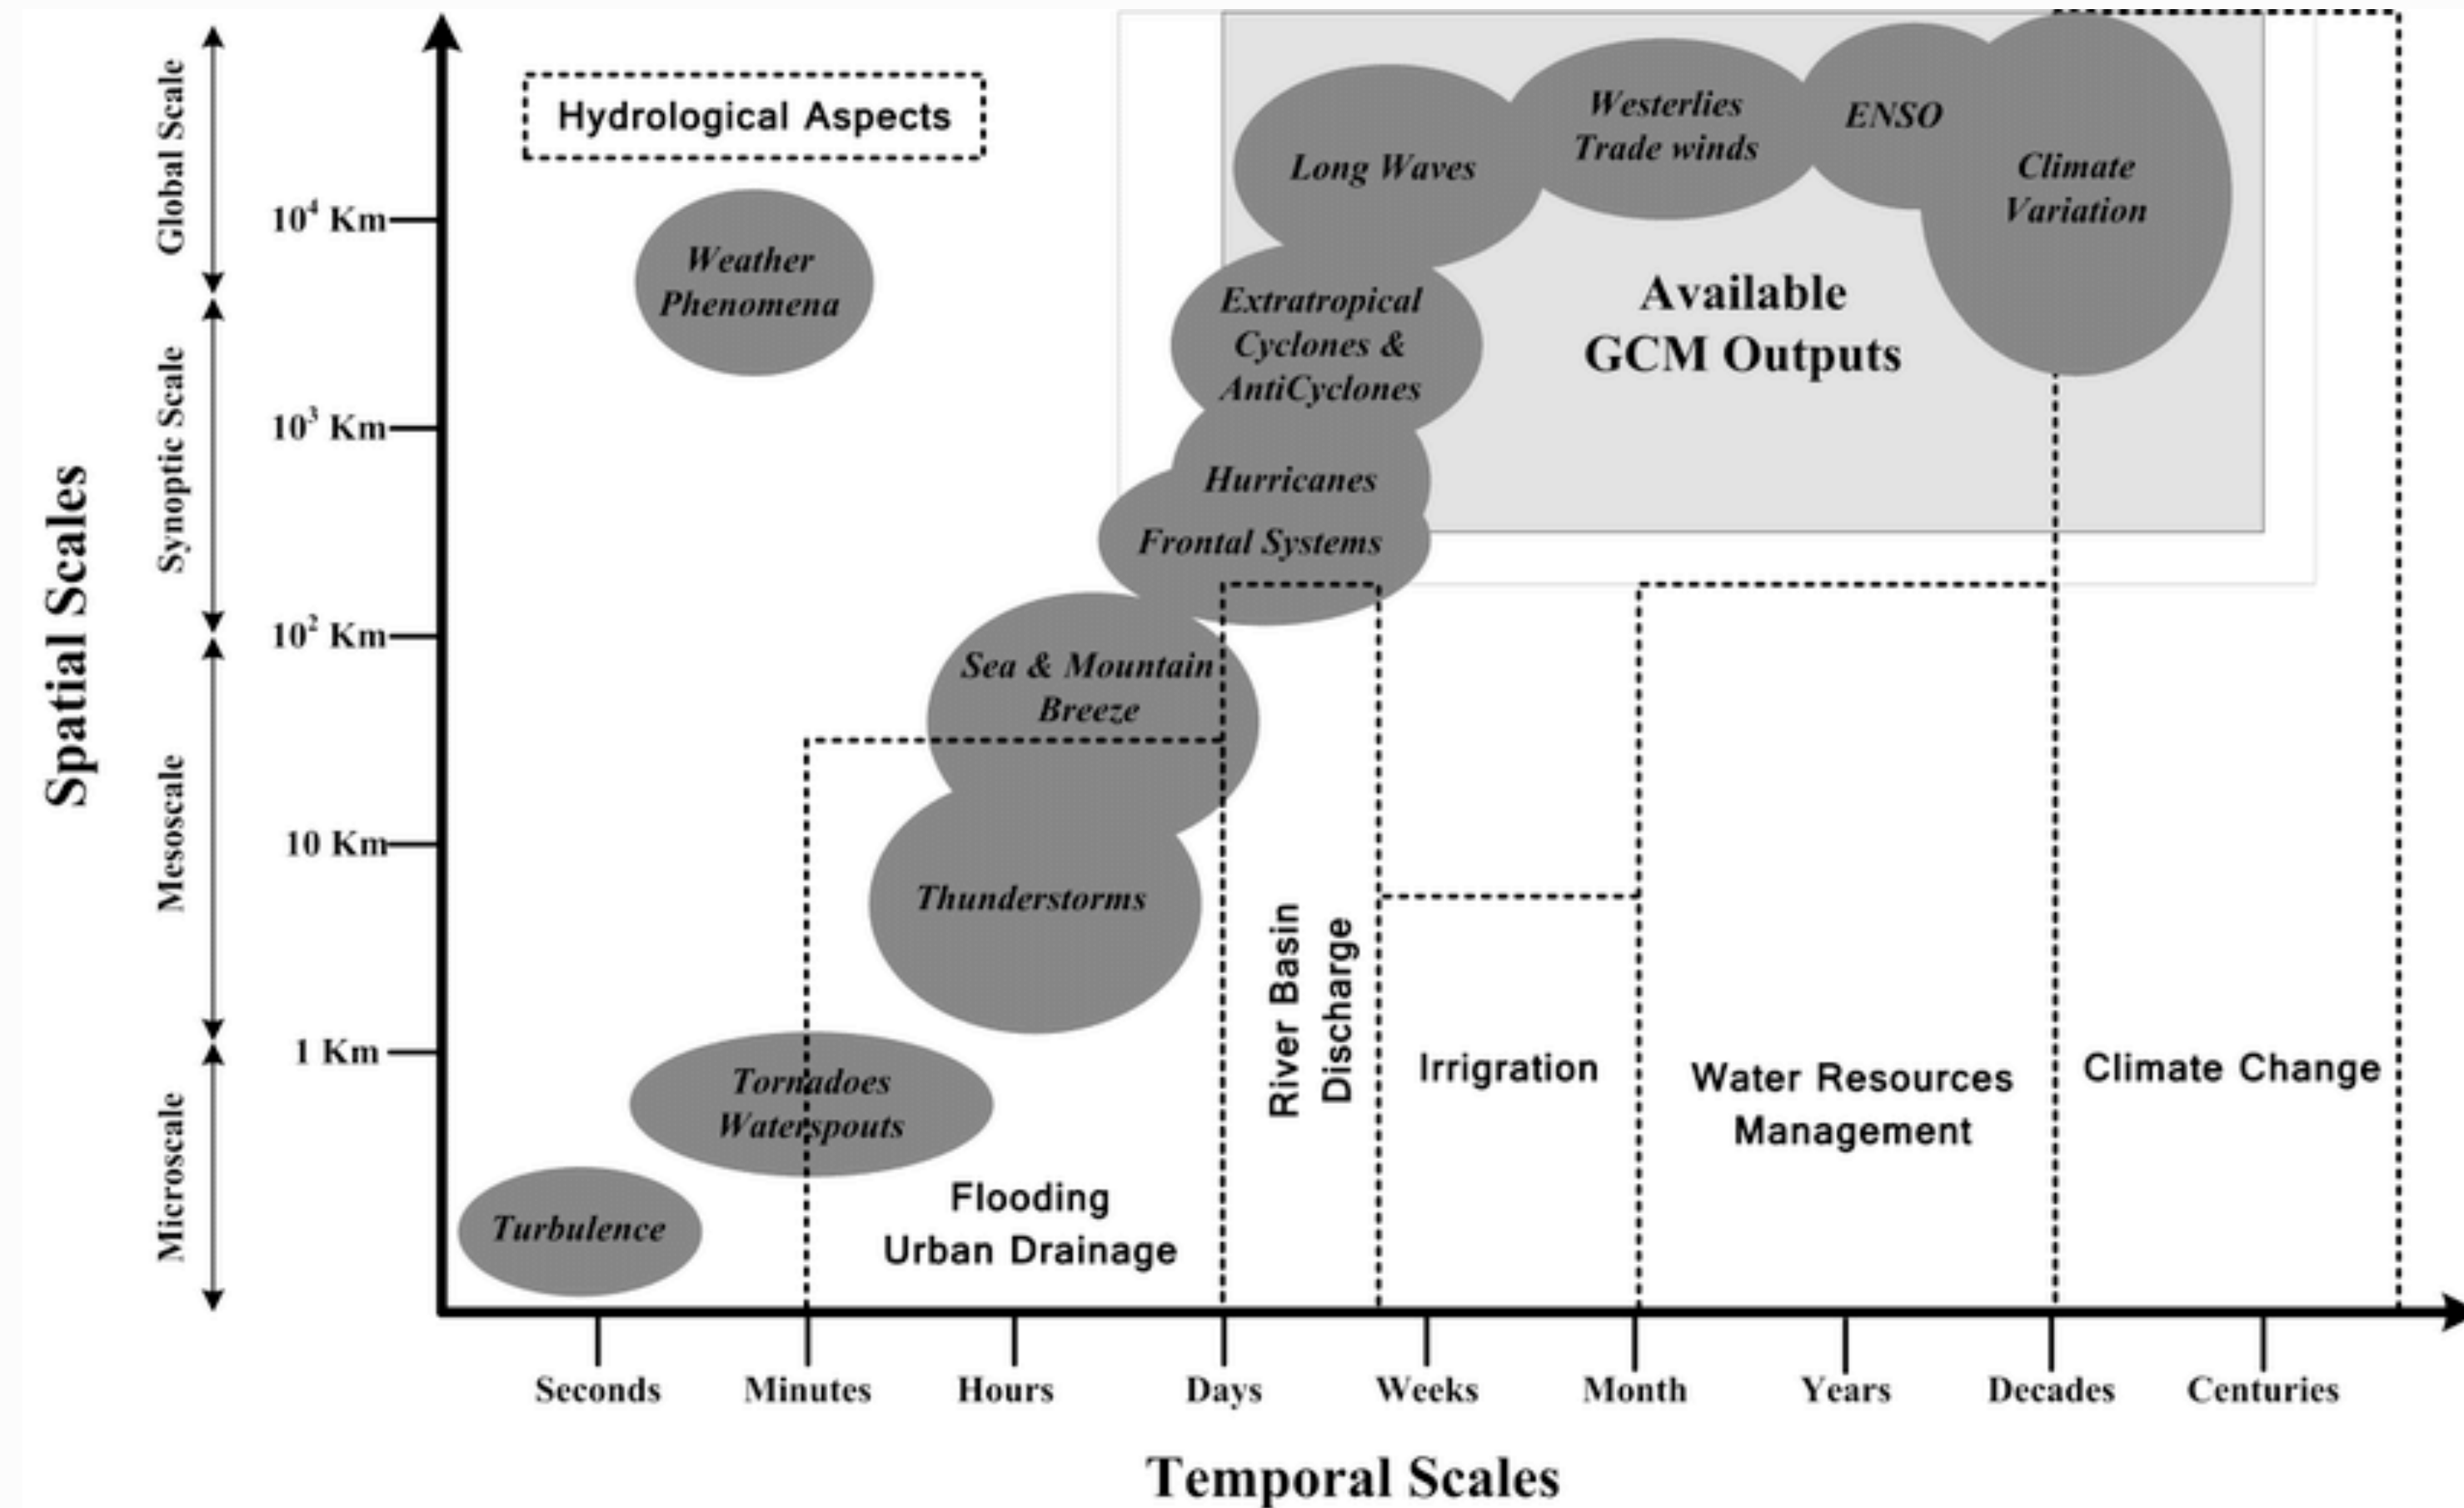 Spatial Scales
Global Scale
Synoptic Scale
Mesoscale
Microscale
10⁴ Km
10³ Km
10² Km
10 Km
1 Km
Hydrological Aspects
Weather
Phenomena
Long Waves
Westerlies
Trade winds
ENSO
Climate
Variation
Extratropical
Cyclones &
AntiCyclones
Available
GCM Outputs
Hurricanes
Frontal Systems
Sea & Mountain
Breeze
Thunderstorms
Tornadoes
Waterspouts
Turbulence
Flooding
Urban Drainage
River Basin
Discharge
Irrigration
Water Resources
Management
Climate Change
Seconds
Minutes
Hours
Days
Weeks
Month
Years
Decades
Centuries
Temporal Scales